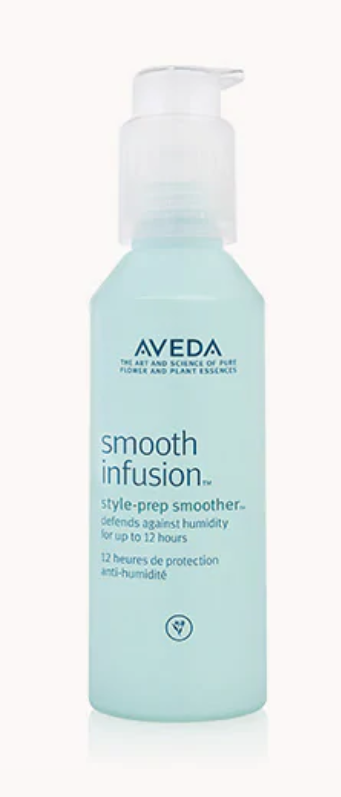 AVEDA
THE ART AND SCIENCE OF PURE
FLOWER AND PLANT ESSENCES
smooth
infusion™
style-prep smoother™
defends against humidity
for up to 12 hours
12 heures de protection
anti-humidité